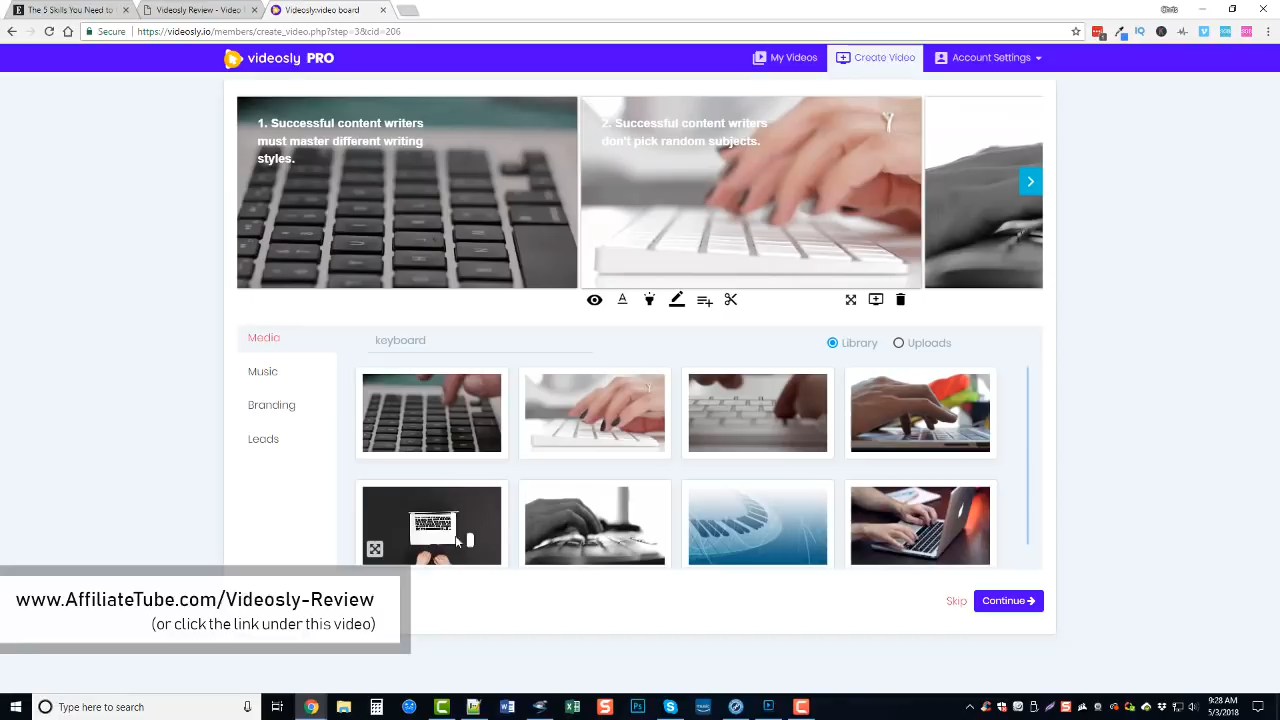 The 5 Skills You Need to
Videosly Review - Video
Videosly:video board
Chris
Secure
https://videosly.io/members/create_video.php?step=3&cid=206
videosly PRO
My Videos
Create Video
Account Settings
1. Successful content writers
must master different writing
styles.
2. Successful content writers
don't pick random subjects.
Media
Music
Branding
Leads
keyboard
Library
Uploads
Skip
Continue
www.AffiliateTube.com/Videosly-Review
(or click the link under this video)
Type here to search
9:28 AM
5/3/2018